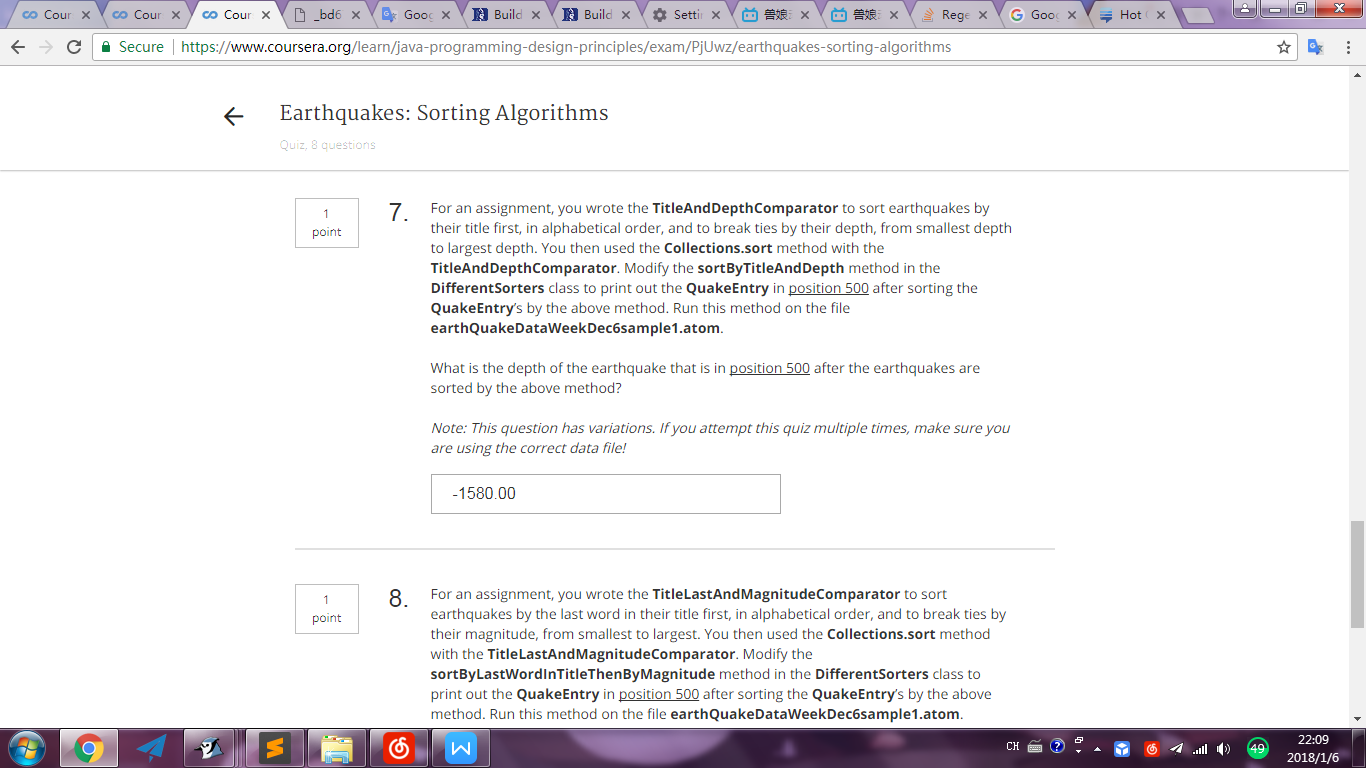 Cour
Cour
Cour
_bd6
Goog
Build
Build
Settin
曾娘
曾娘
Rege
Goog
Hot
Secure
https://www.coursera.org/learn/java-programming-design-principles/exam/PjUwz/earthquakes-sorting-algorithms
Earthquakes: Sorting Algorithms
Quiz, 8 questions
1
point
7.
For an assignment, you wrote the TitleAndDepthComparator to sort earthquakes by
their title first, in alphabetical order, and to break ties by their depth, from smallest depth
to largest depth. You then used the Collections.sort method with the
TitleAndDepthComparator. Modify the sortByTitleAndDepth method in the
DifferentSorters class to print out the QuakeEntry in position 500 after sorting the
QuakeEntry's by the above method. Run this method on the file
earthQuakeDataWeekDec6sample1.atom.
What is the depth of the earthquake that is in position 500 after the earthquakes are
sorted by the above method?
Note: This question has variations. If you attempt this quiz multiple times, make sure you
are using the correct data file!
-1580.00
1
point
8.
For an assignment, you wrote the TitleLastAndMagnitudeComparator to sort
earthquakes by the last word in their title first, in alphabetical order, and to break ties by
their magnitude, from smallest to largest. You then used the Collections.sort method
with the TitleLastAndMagnitudeComparator. Modify the
sortByLastWordInTitleThenByMagnitude method in the DifferentSorters class to
print out the QuakeEntry in position 500 after sorting the QuakeEntry's by the above
method. Run this method on the file earthQuakeDataWeekDec6sample1.atom.
CH
49
22:09
2018/1/6